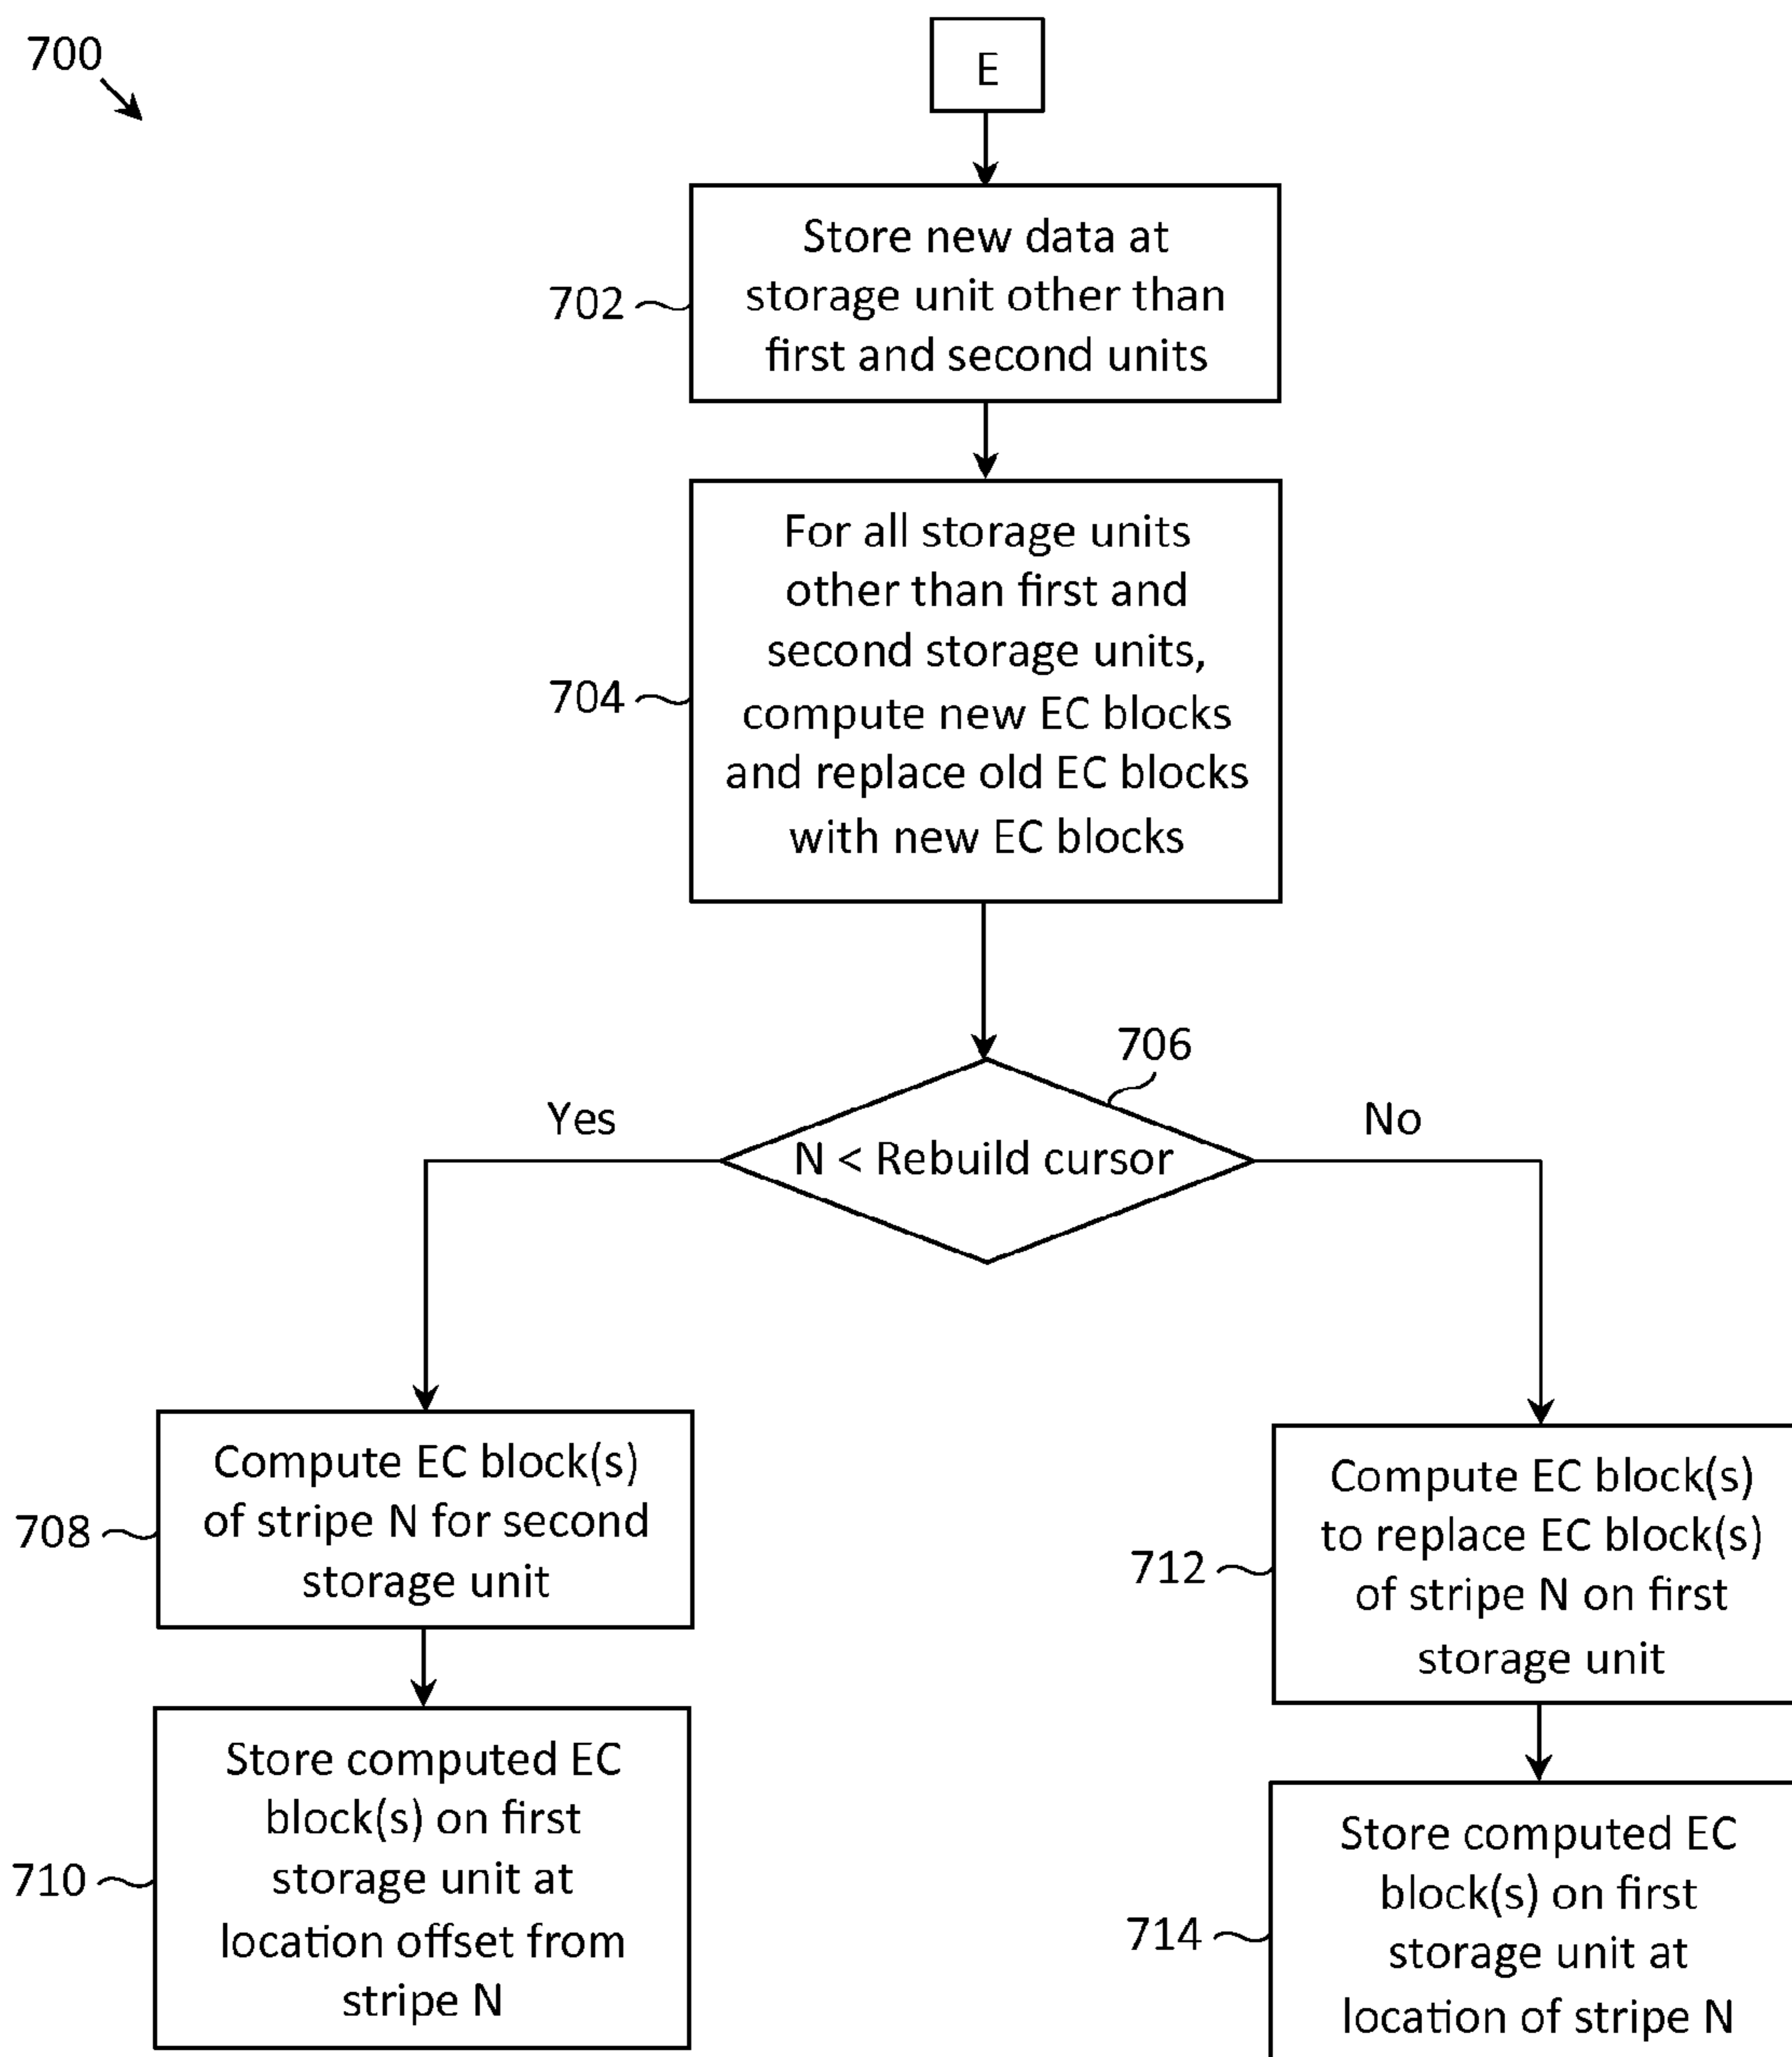 700
E
702
Store new data at
storage unit other than
first and second units
704
For all storage units
other than first and
second storage units,
compute new EC blocks
and replace old EC blocks
with new EC blocks
706
N < Rebuild cursor
Yes
No
708
Compute EC block(s)
of stripe N for second
storage unit
710
Store computed EC
block(s) on first
storage unit at
location offset from
stripe N
712
Compute EC block(s)
to replace EC block(s)
of stripe N on first
storage unit
714
Store computed EC
block(s) on first
storage unit at
location of stripe N